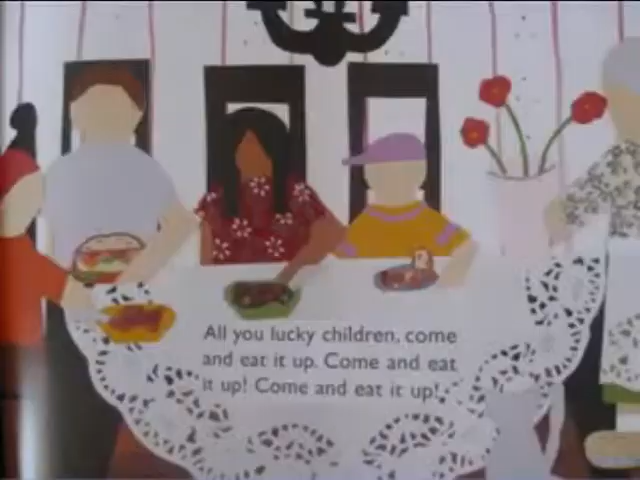 All you lucky children, come
and eat it up. Come and eat
it up! Come and eat it up!